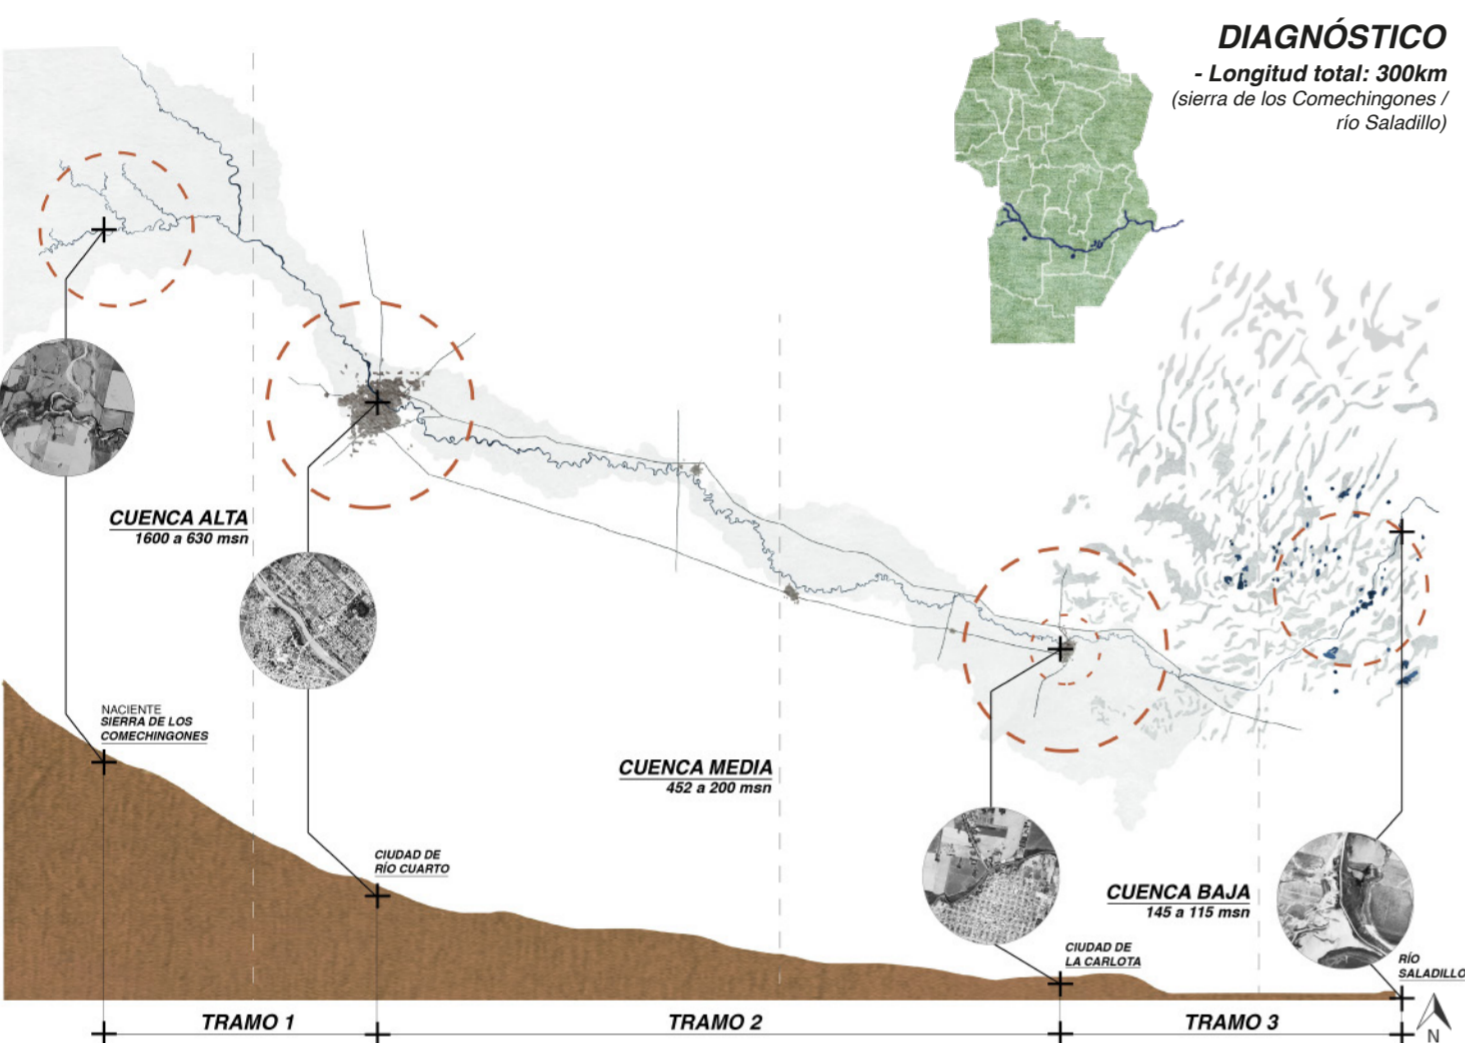 DIAGNÓSTICO
- Longitud total: 300km
(sierra de los Comechingones /
río Saladillo)
CUENCA ALTA
1600 a 630 msn
NACIENTE
SIERRA DE LOS
COMECHINGONES
CUENCA MEDIA
452 a 200 msn
CIUDAD DE
RÍO CUARTO
CUENCA BAJA
145 a 115 msn
CIUDAD DE
LA CARLOTA
RÍO
SALADILLO
TRAMO 1
TRAMO 2
TRAMO 3
N